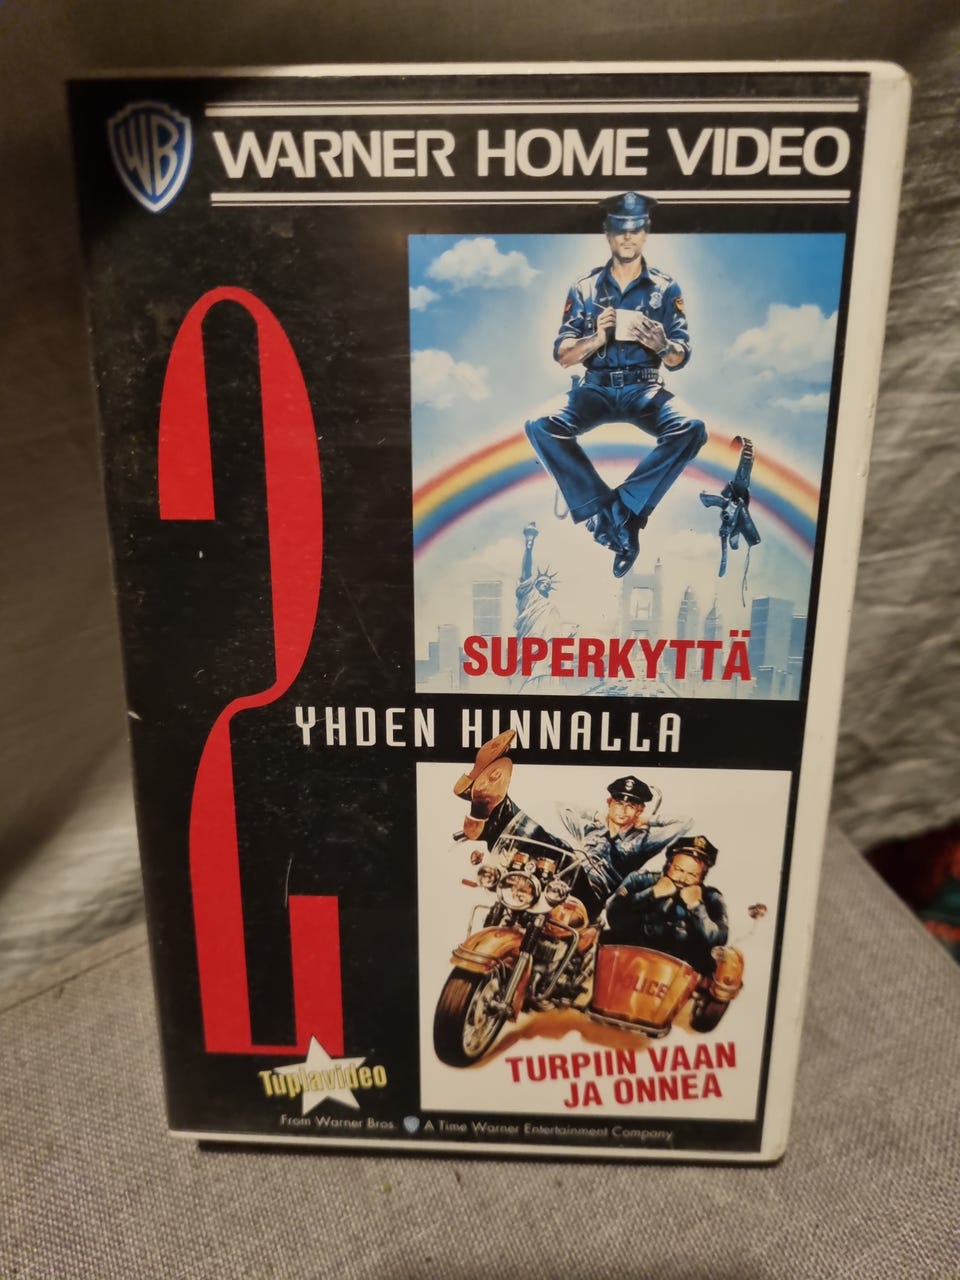 WB
WARNER HOME VIDEO
2
SUPERKYTTÄ
YHDEN HINNALLA
POLICE
TURPIIN VAAN
JA ONNEA
Tuplavideo
From Warner Bros. A Time Warner Entertainment Company